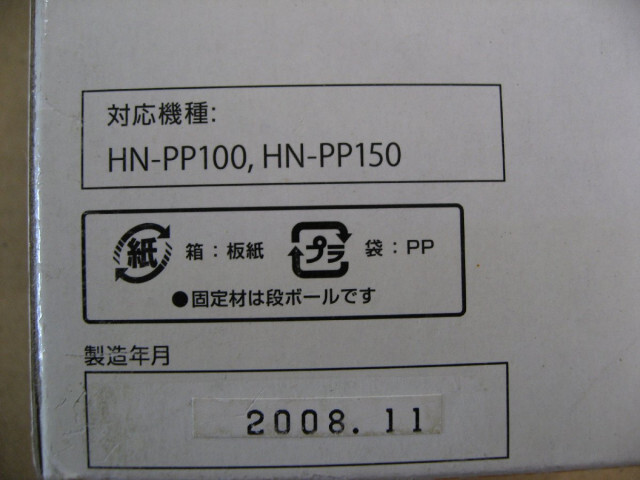 対応機種:
HN-PP100, HN-PP150
紙 箱：板紙 プラ 袋：PP
●固定材は段ボールです
製造年月
2008.11